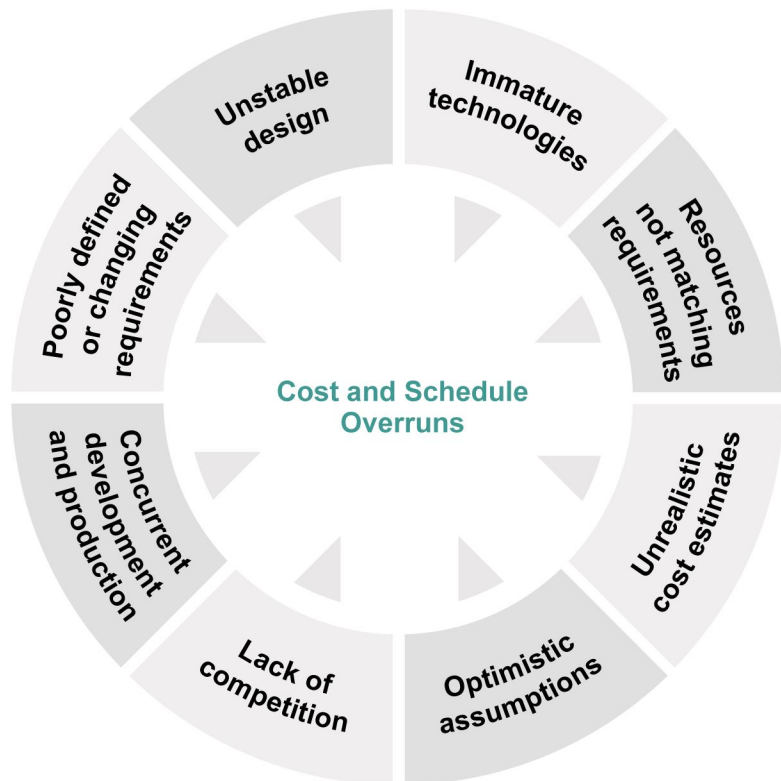 Immature
technologies
Resources
not matching
requirements
Unrealistic
cost estimates
Optimistic
assumptions
Lack of
competition
Concurrent
development
and production
Poorly defined
or changing
requirements
Unstable
design
Cost and Schedule
Overruns